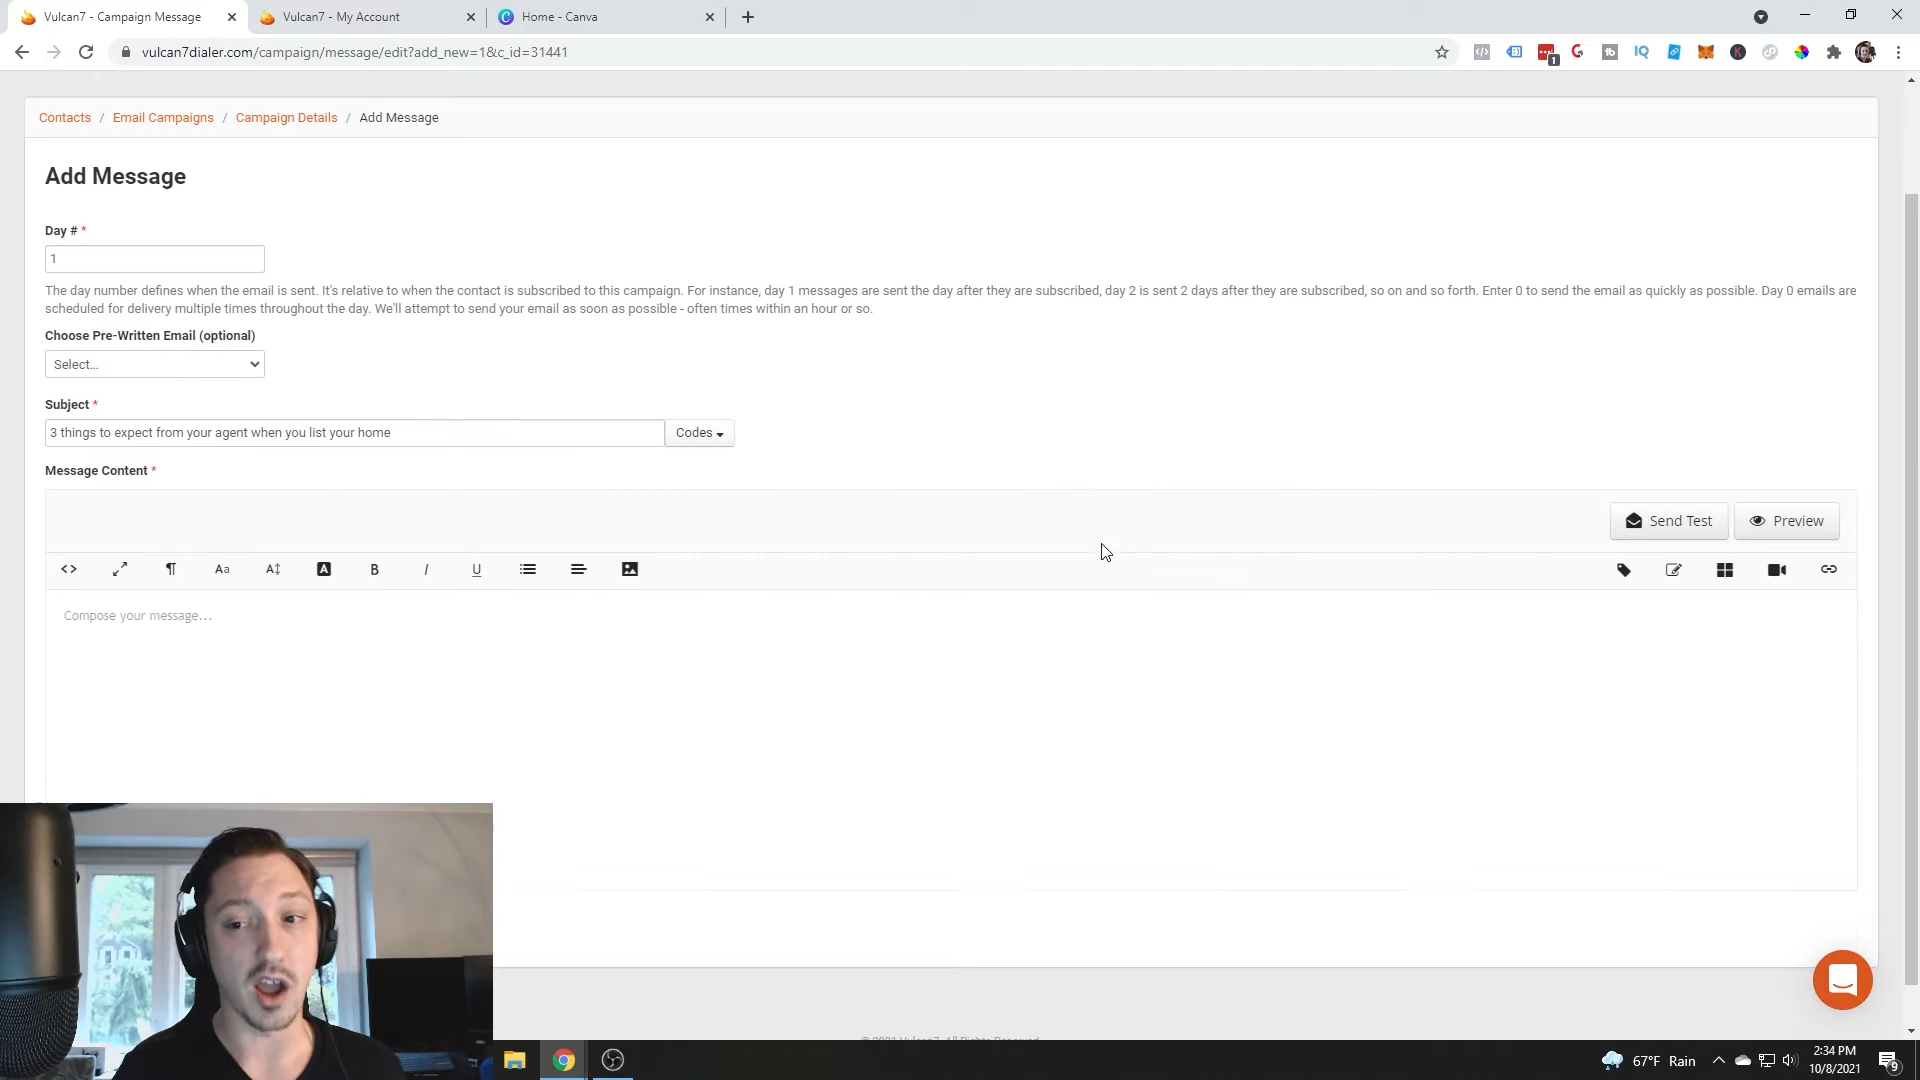 Vulcan7 - Campaign Message
Vulcan7 - My Account
Home - Canva
vulcan7dialer.com/campaign/message/edit?add_new=1&c_id=31441
Contacts / Email Campaigns / Campaign Details / Add Message
Add Message
Day # *
1
The day number defines when the email is sent. It's relative to when the contact is subscribed to this campaign. For instance, day 1 messages are sent the day after they are subscribed, day 2 is sent 2 days after they are subscribed, so on and so forth. Enter 0 to send the email as quickly as possible. Day 0 emails are
scheduled for delivery multiple times throughout the day. We'll attempt to send your email as soon as possible - often times within an hour or so.
Choose Pre-Written Email (optional)
Select...
Subject *
3 things to expect from your agent when you list your home
Codes
Message Content *
Send Test
Preview
Compose your message...
67°F Rain
2:34 PM
10/8/2021
9